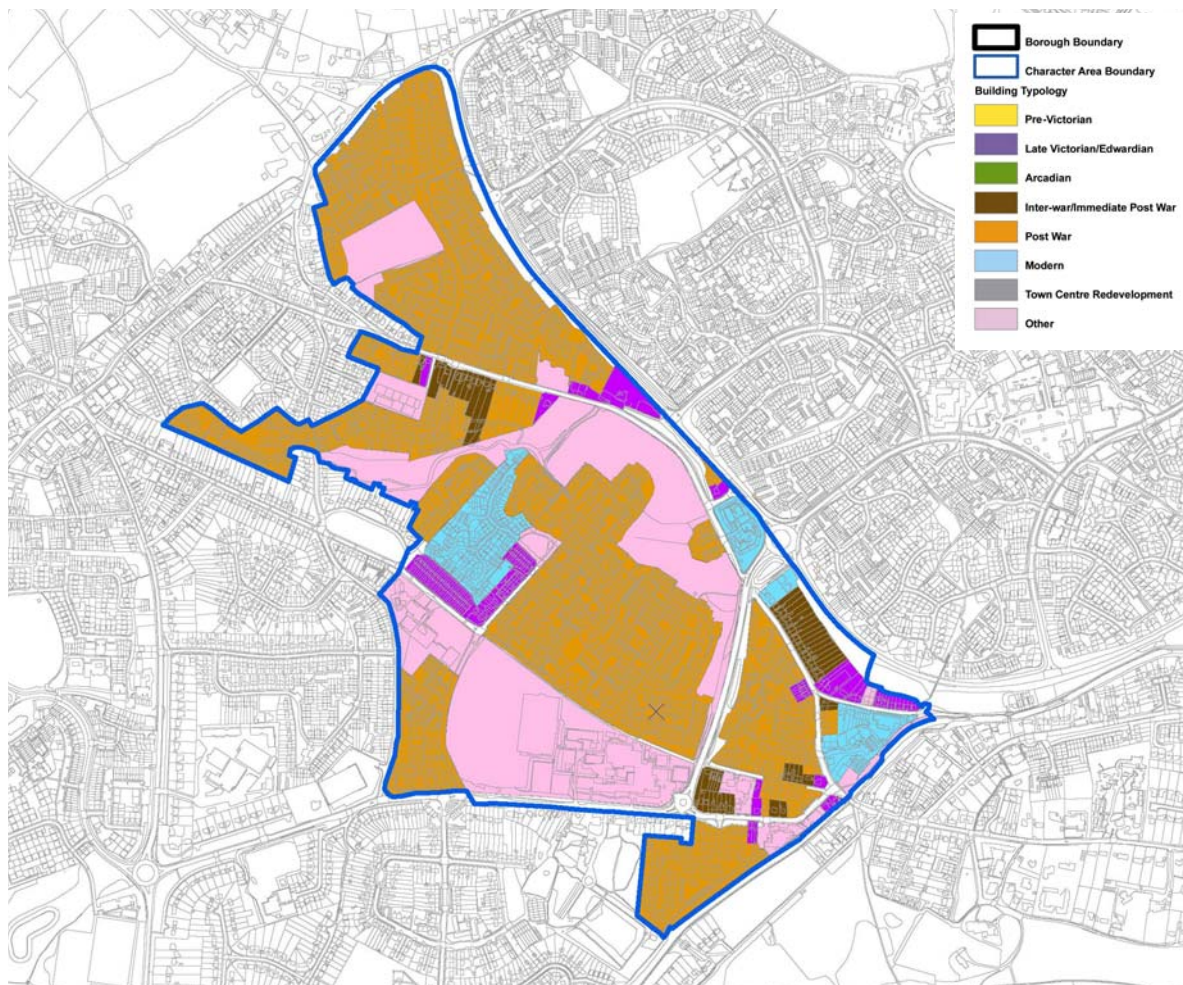 Borough Boundary
Character Area Boundary
Building Typology
Pre-Victorian
Late Victorian/Edwardian
Arcadian
Inter-war/Immediate Post War
Post War
Modern
Town Centre Redevelopment
Other